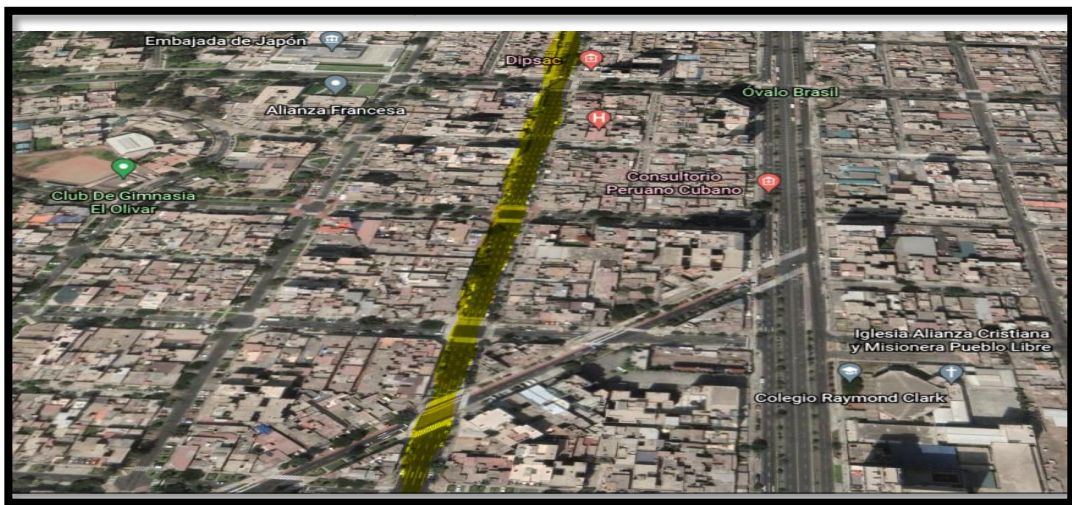 Embajada de Japón
Dipsac
Alianza Francesa
Óvalo Brasil
H
Club De Gimnasia
El Olivar
Consultorio
Peruano Cubano
Iglesia Alianza Cristiana
y Misionera Pueblo Libre
Colegio Raymond Clark